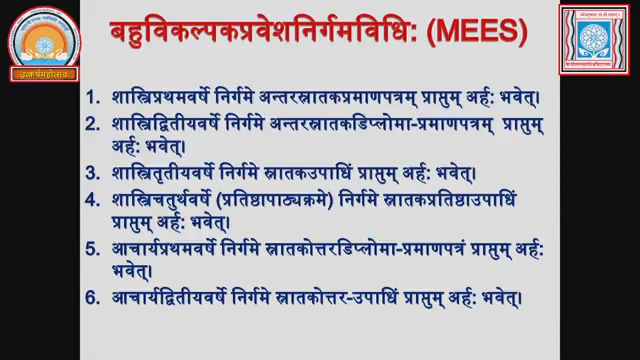 बहुविकल्पकप्रवेशनिर्गमविधि: (MEES)
उत्कर्षमहोत्सवः
1. शास्त्रिप्रथमवर्षे निर्गमे अन्तरस्नातकप्रमाणपत्रम् प्राप्तुम् अर्ह: भवेत्।
2. शास्त्रिद्वितीयवर्षे निर्गमे अन्तरस्नातकडिप्लोमा-प्रमाणपत्रम् प्राप्तुम्
अर्ह: भवेत्।
3. शास्त्रितृतीयवर्षे निर्गमे स्नातकउपाधिं प्राप्तुम् अर्ह: भवेत्।
4. शास्त्रिचतुर्थवर्षे (प्रतिष्ठापाठ्यक्रमे) निर्गमे स्नातकप्रतिष्ठाउपाधिं
प्राप्तुम् अर्ह: भवेत्।
5. आचार्यप्रथमवर्षे निर्गमे स्नातकोत्तरडिप्लोमा-प्रमाणपत्रं प्राप्तुम् अर्ह:
भवेत्।
6. आचार्यद्वितीयवर्षे निर्गमे स्नातकोत्तर-उपाधिं प्राप्तुम् अर्ह: भवेत्।